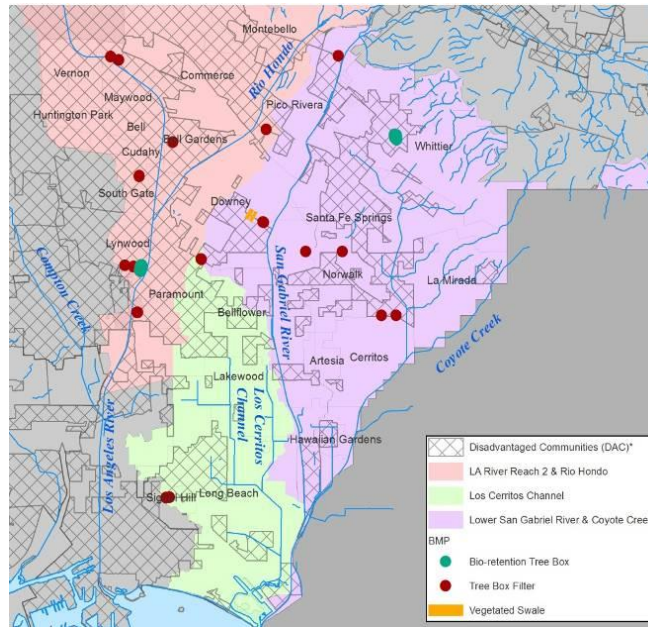 Montebello
Vernon
Commerce
Rio Hondo
Maywood
Huntington Park
Pico Rivera
Bell
Bell Gardens
Whittier
Cudahy
South Gate
Downey
Santa Fe Springs
Lynwood
Compton Creek
San Gabriel River
Norwalk
La Mirada
Paramount
Bellflower
Artesia
Cerritos
Coyote Creek
Lakewood
Los Cerritos
Channel
Los Angeles River
Hawaiian Gardens
Signal Hill
Long Beach
Disadvantaged Communities (DAC)*
LA River Reach 2 & Rio Hondo
Los Cerritos Channel
Lower San Gabriel River & Coyote Cree
BMP
Bio-retention Tree Box
Tree Box Filter
Vegetated Swale